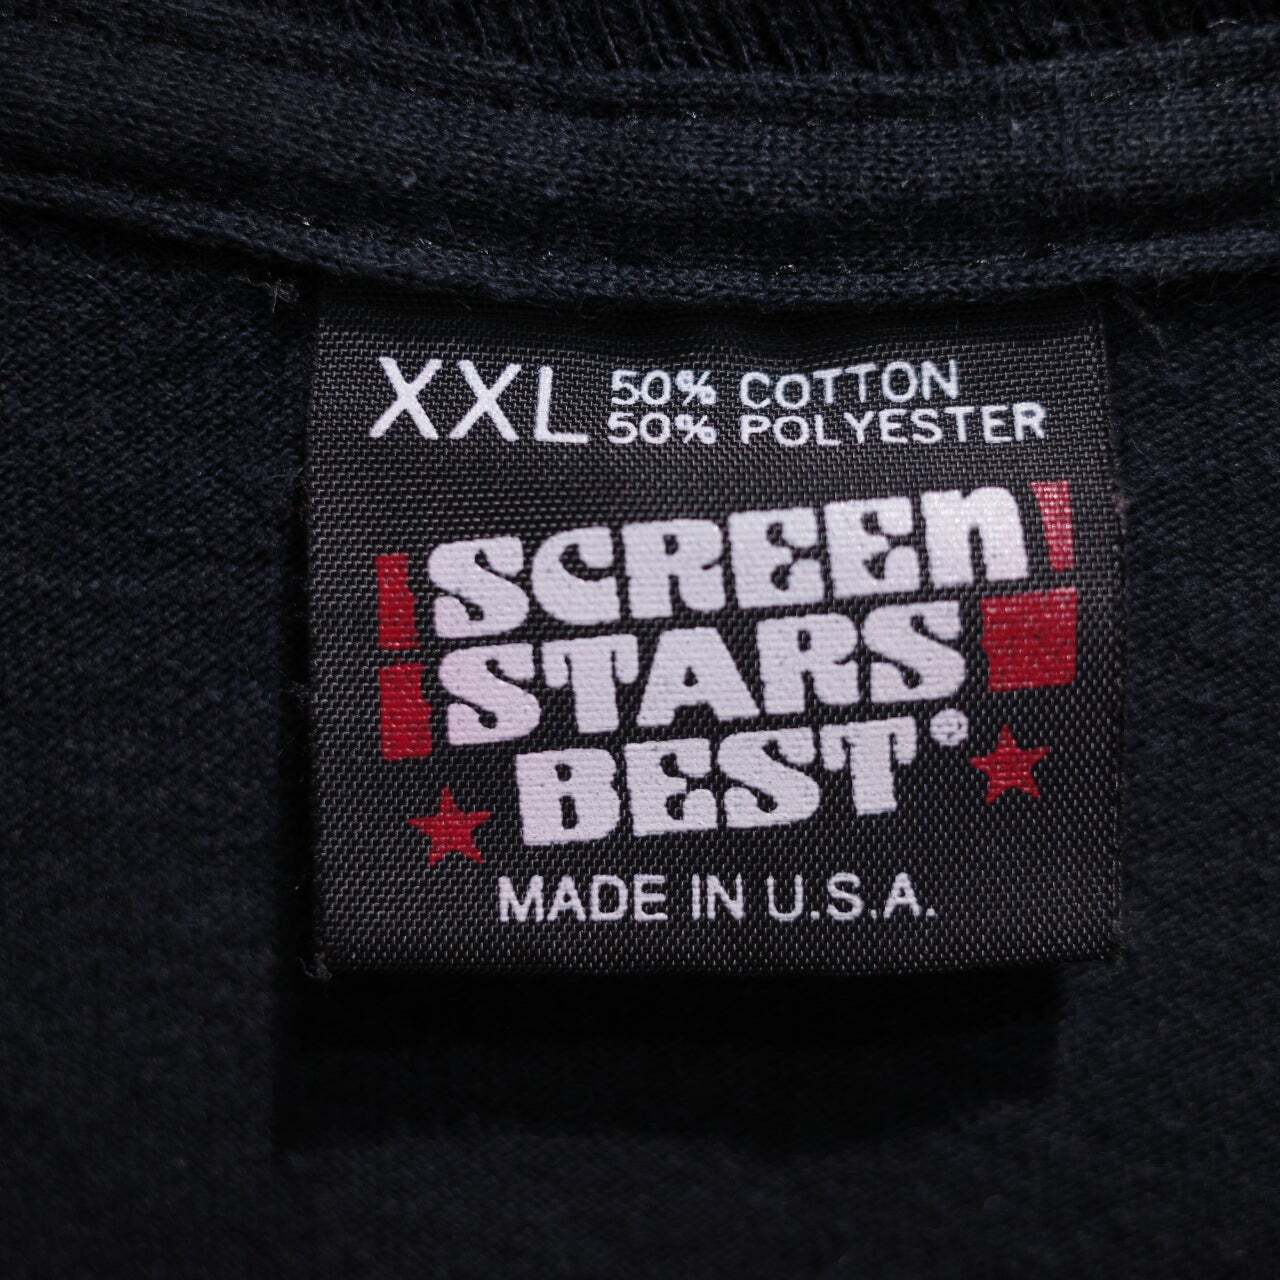 XXL 50% COTTON
50% POLYESTER
SCREEn
STARS
BEST®
MADE IN U.S.A.